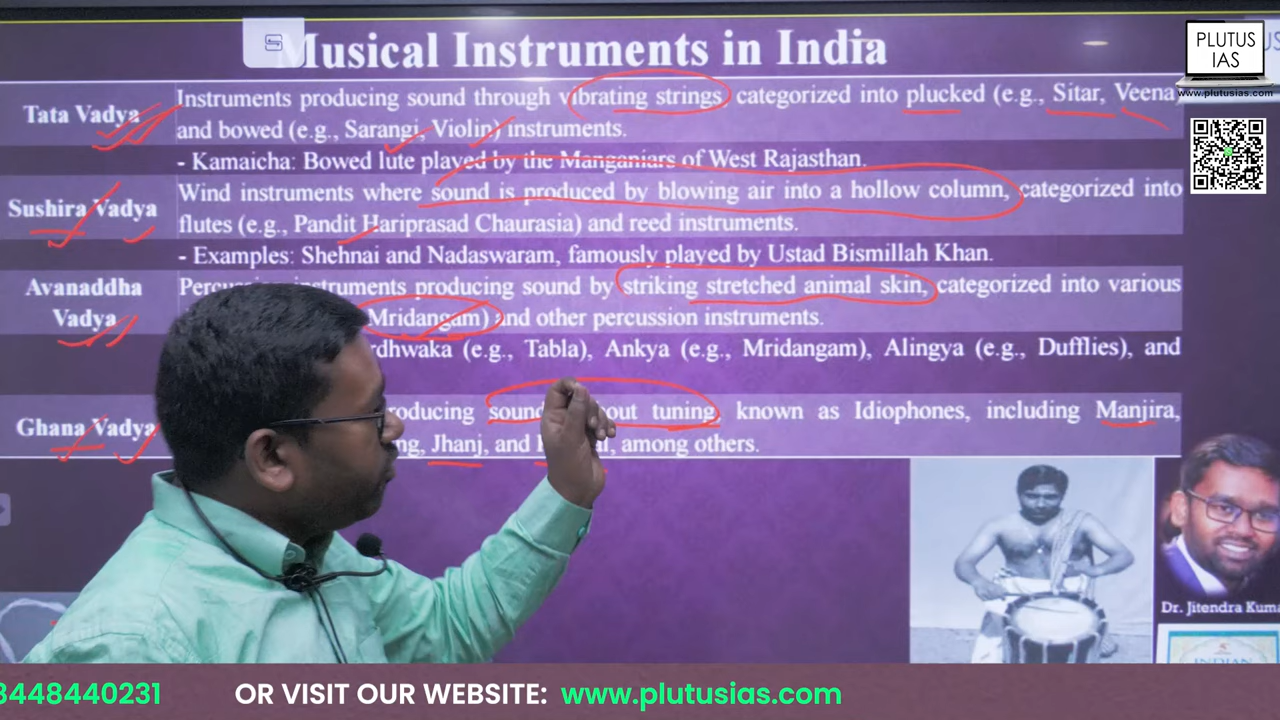 Musical Instruments in India
PLUTUS
IAS
www.plutusias.com
Tata Vadya
Instruments producing sound through vibrating strings categorized into plucked (e.g., Sitar, Veena)
and bowed (e.g., Sarangi, Violin) instruments.
- Kamaicha: Bowed lute played by the Manganiars of West Rajasthan.
Sushira Vadya
Wind instruments where sound is produced by blowing air into a hollow column, categorized into
flutes (e.g., Pandit Hariprasad Chaurasia) and reed instruments.
- Examples: Shehnai and Nadaswaram, famously played by Ustad Bismillah Khan.
Avanaddha
Vadya
Percussion instruments producing sound by striking stretched animal skin, categorized into various
Mridangam) and other percussion instruments.
rdhwaka (e.g., Tabla), Ankya (e.g., Mridangam), Alingya (e.g., Dufflies), and
Ghana Vadya
roducing sound out tuning, known as Idiophones, including Manjira,
ng, Jhanj, and among others.
Dr. Jitendra Kuma
INDIAN
8448440231 OR VISIT OUR WEBSITE: www.plutusias.com